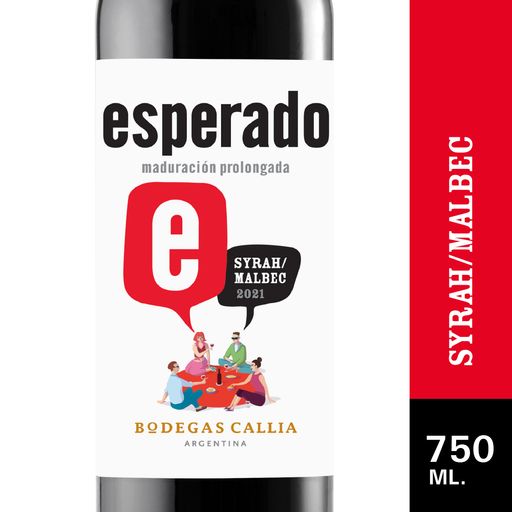 esperado
maduración prolongada
e
SYRAH/
MALBEC
2021
BODEGAS CALLIA
ARGENTINA
SYRAH/MALBEC
750
ML.